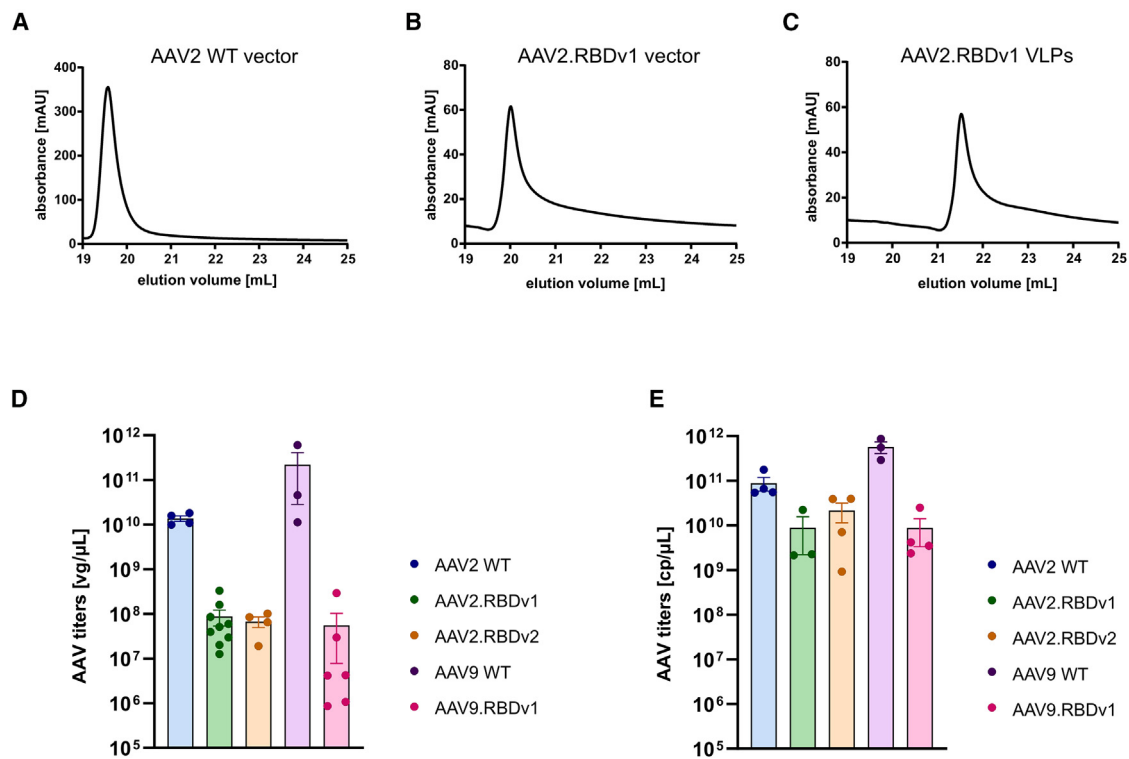 A
AAV2 WT vector
400
300
200
100
0
absorbance [mAU]
19 20 21 22 23 24 25
elution volume [mL]
B
AAV2.RBDv1 vector
80
60
40
20
0
absorbance [mAU]
19 20 21 22 23 24 25
elution volume [mL]
C
AAV2.RBDv1 VLPs
80
60
40
20
0
absorbance [mAU]
19 20 21 22 23 24 25
elution volume [mL]
D
10¹²
10¹¹
10¹⁰
10⁹
10⁸
10⁷
10⁶
10⁵
AAV titers [vg/µL]
AAV2 WT
AAV2.RBDv1
AAV2.RBDv2
AAV9 WT
AAV9.RBDv1
E
10¹²
10¹¹
10¹⁰
10⁹
10⁸
10⁷
10⁶
10⁵
AAV titers [cp/µL]
AAV2 WT
AAV2.RBDv1
AAV2.RBDv2
AAV9 WT
AAV9.RBDv1